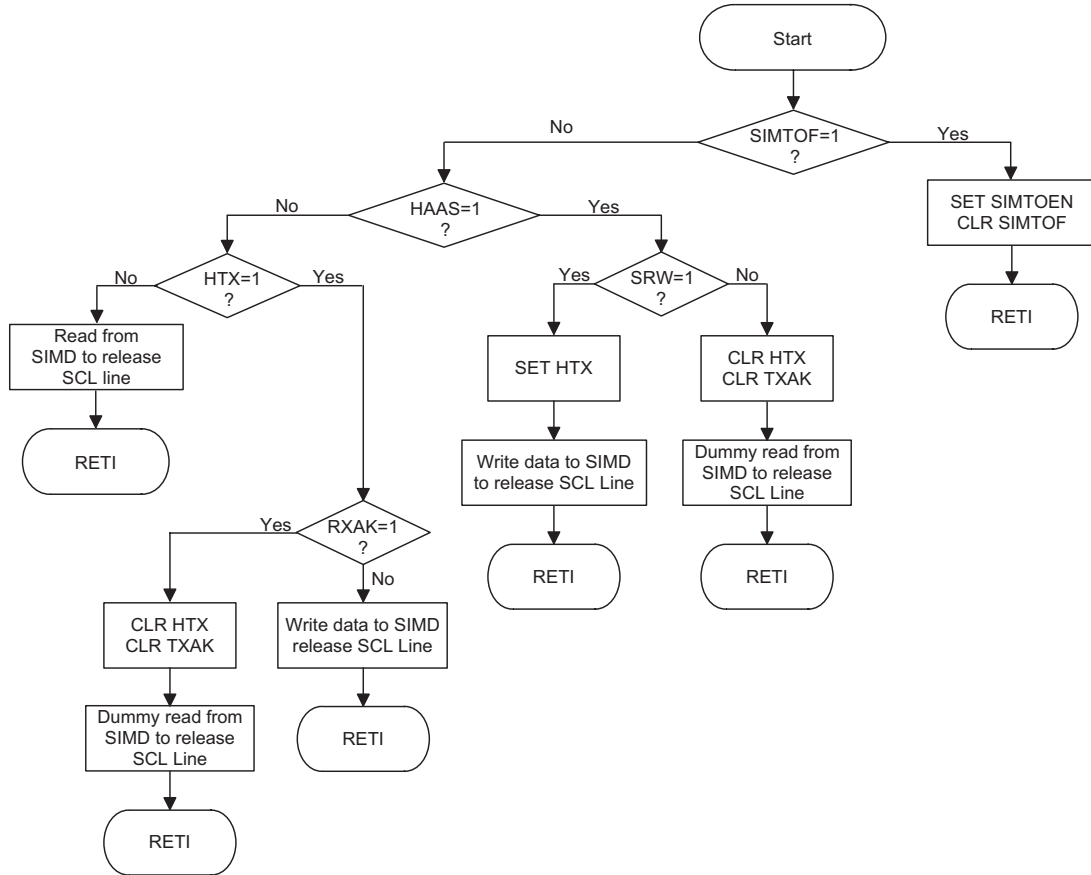 Start
No
SIMTOF=1
?
Yes
No
HAAS=1
?
Yes
SET SIMTOEN
CLR SIMTOF
No
HTX=1
?
Yes
Yes
SRW=1
?
No
RETI
Read from
SIMD to release
SCL line
SET HTX
CLR HTX
CLR TXAK
RETI
Write data to SIMD
to release SCL Line
Dummy read from
SIMD to release
SCL Line
Yes
RXAK=1
?
No
RETI
RETI
CLR HTX
CLR TXAK
Write data to SIMD
release SCL Line
Dummy read from
SIMD to release
SCL Line
RETI
RETI